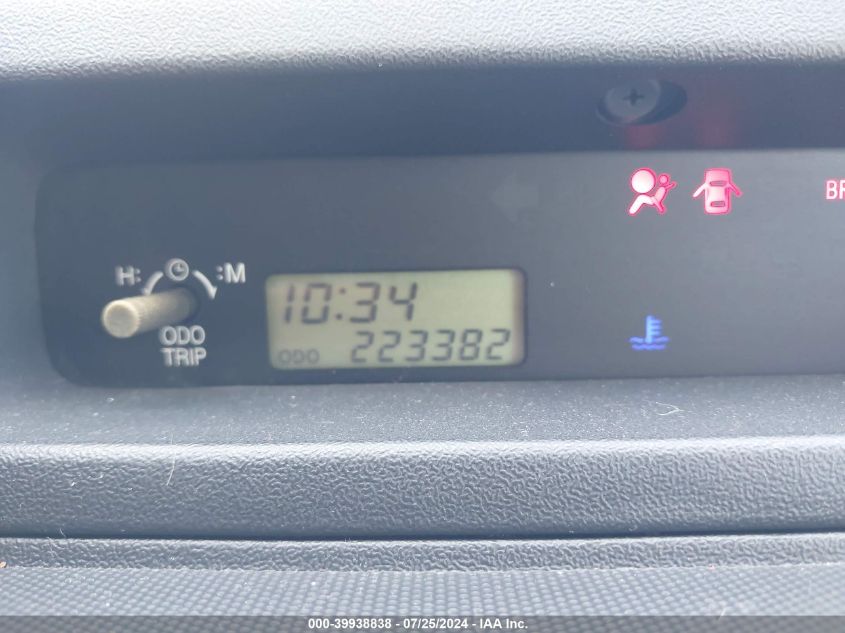 BR
H: :M
ODO
TRIP
10:34
ODO 223382
000-39938838 - 07/25/2024 - IAA Inc.